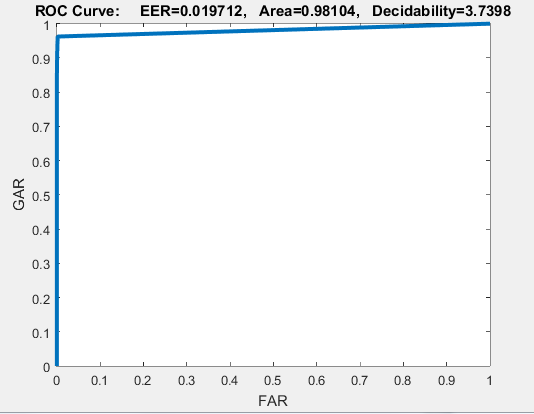 ROC Curve: EER=0.019712, Area=0.98104, Decidability=3.7398
1
0.9
0.8
0.7
0.6
0.5
0.4
0.3
0.2
0.1
0
GAR
0 0.1 0.2 0.3 0.4 0.5 0.6 0.7 0.8 0.9 1
FAR